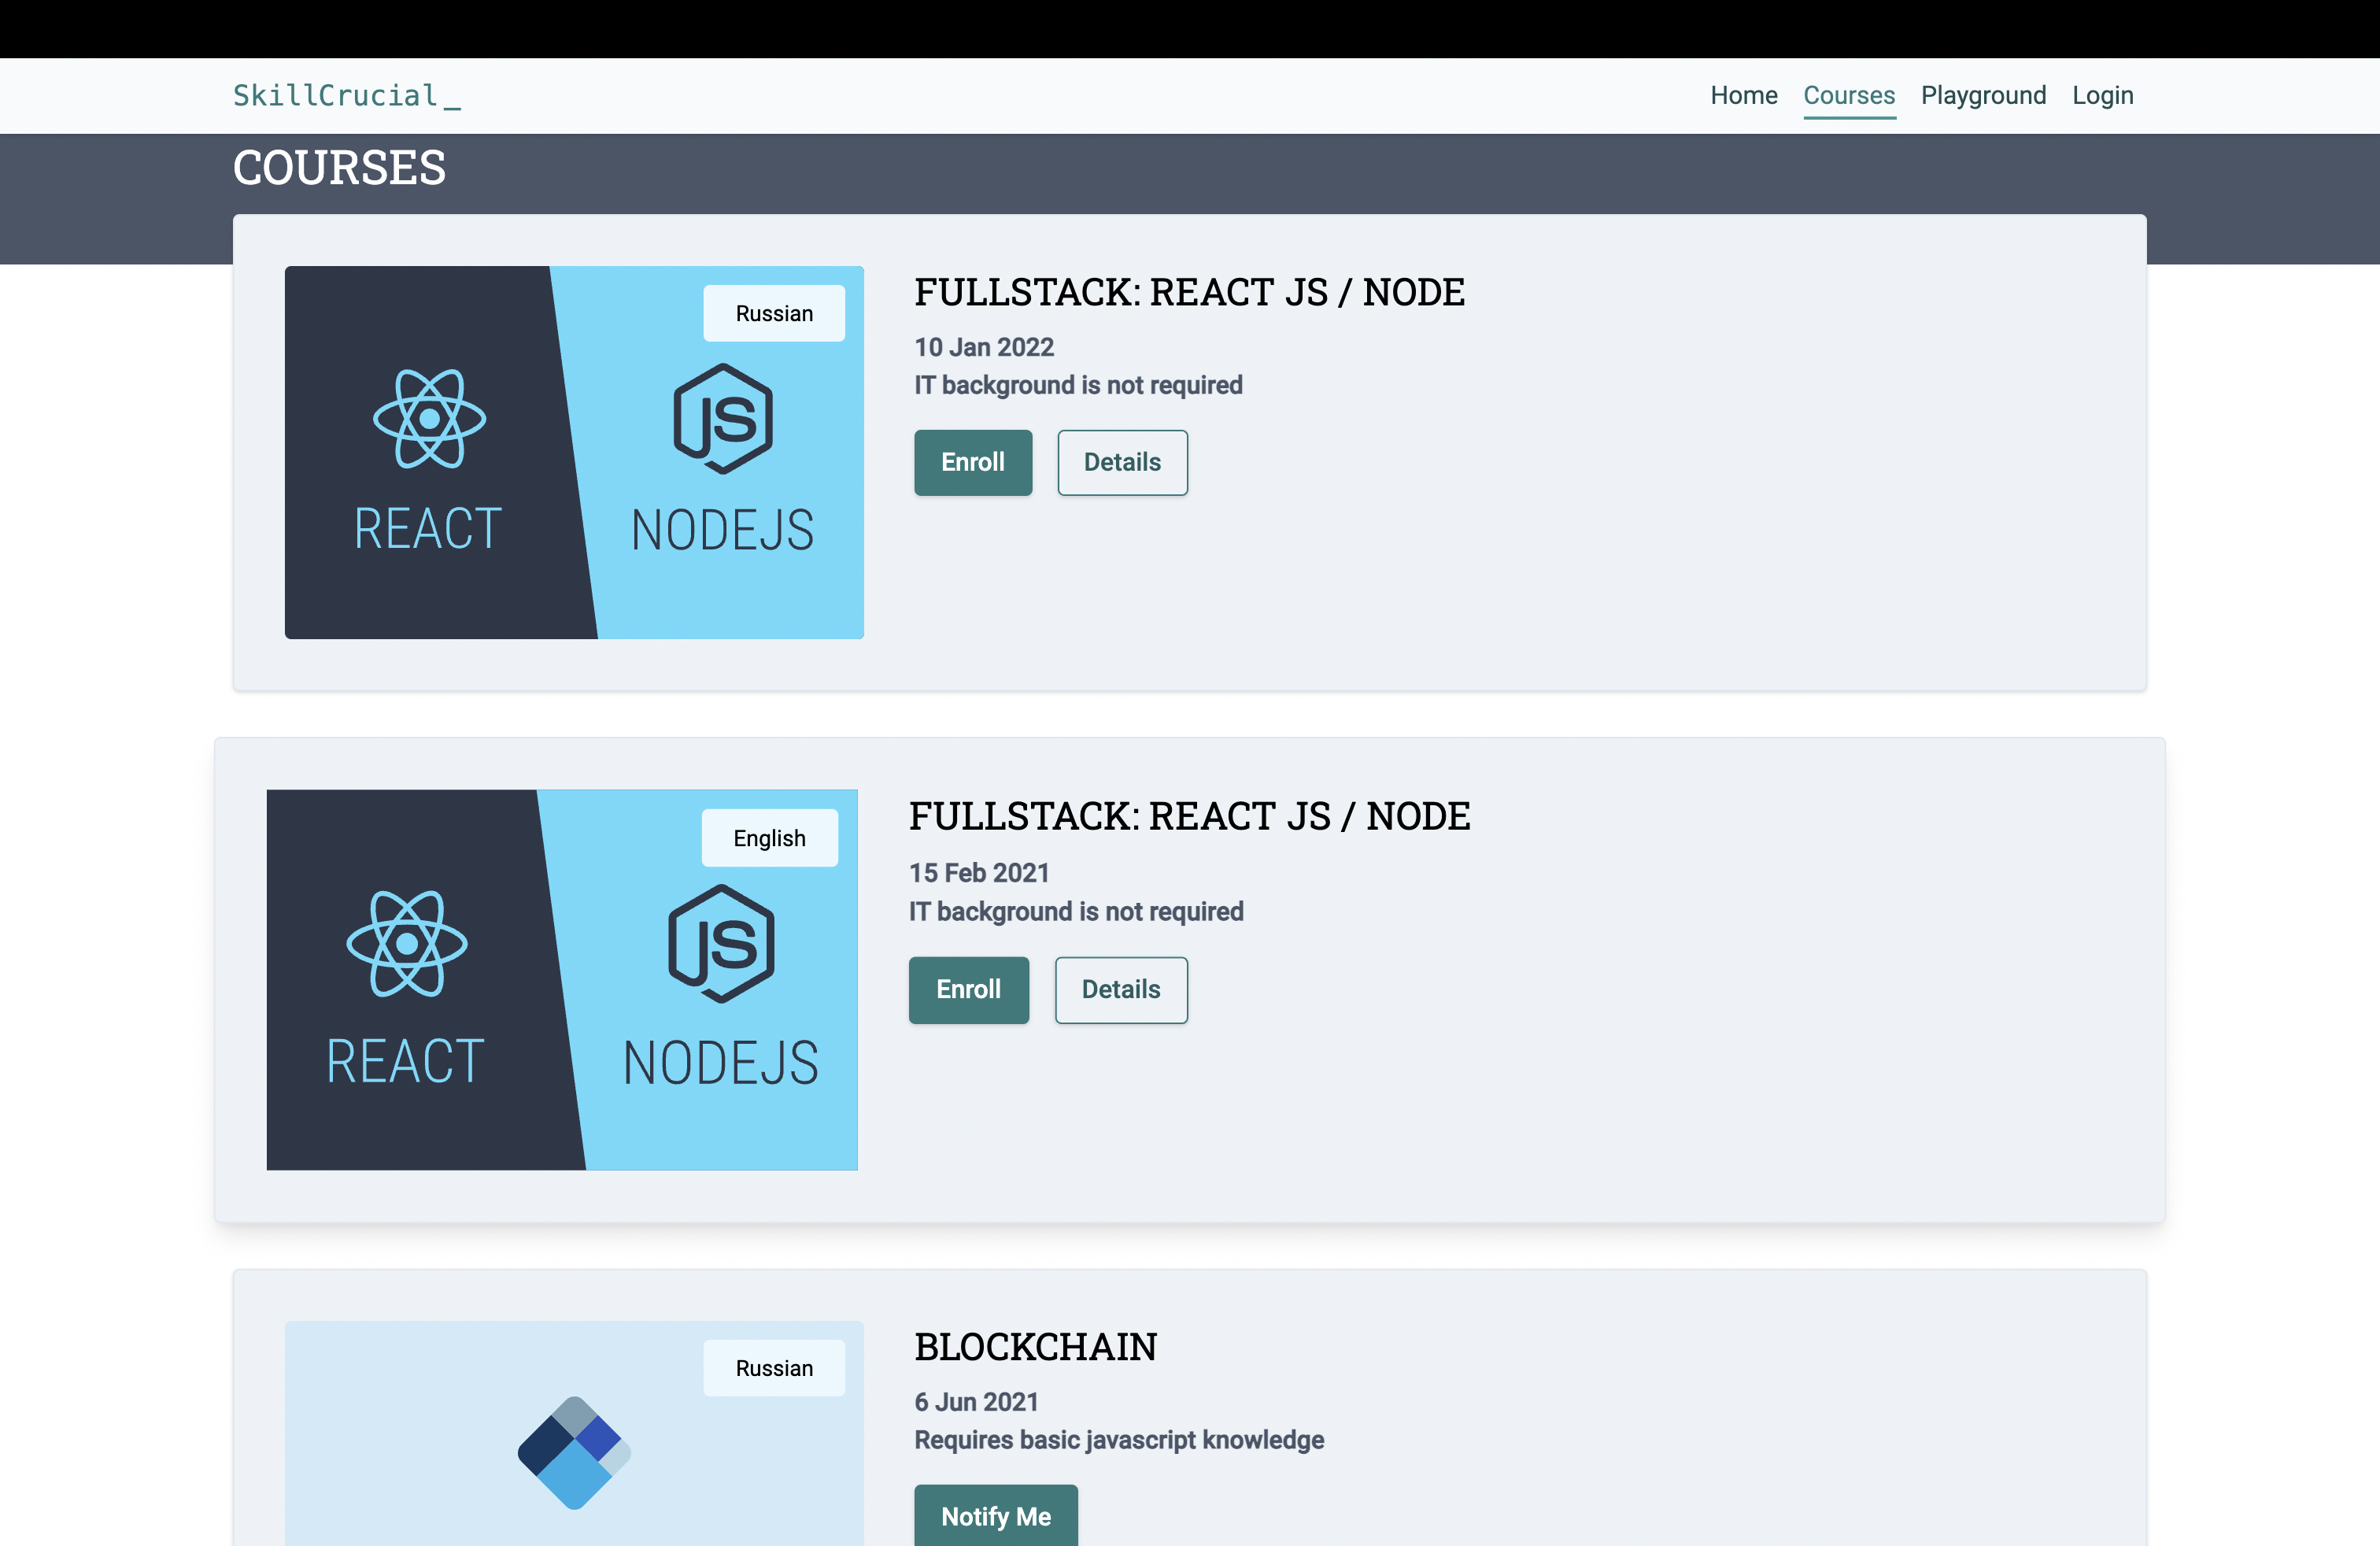 SkillCrucial_
Home Courses Playground Login
COURSES
Russian
JS
REACT
NODEJS
FULLSTACK: REACT JS / NODE
10 Jan 2022
IT background is not required
Enroll
Details
English
JS
REACT
NODEJS
FULLSTACK: REACT JS / NODE
15 Feb 2021
IT background is not required
Enroll
Details
Russian
BLOCKCHAIN
6 Jun 2021
Requires basic javascript knowledge
Notify Me